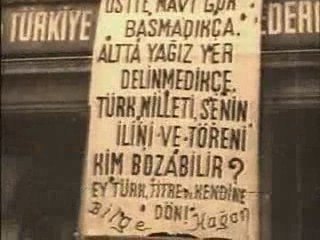 TÜRKİYE
EDERİ
ÜSTTE, MAVİ GÖK
BASMADIKÇA.
ALTTA YAĞIZ YER
DELİNMEDİKÇE,
TÜRK MİLLETİ, SENİN
İLİNİ VE TÖRENİ
KİM BOZABİLİR?
EY TÜRK, TİTRE VE KENDİNE
DÖN!
Bilge Kağan